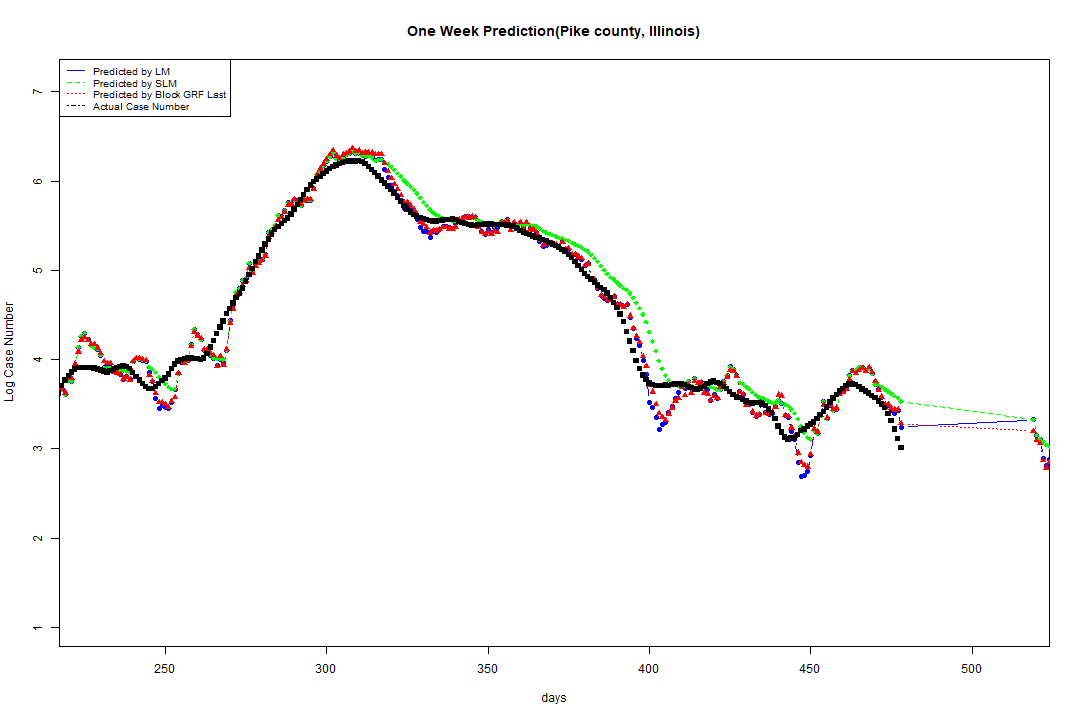 One Week Prediction(Pike county, Illinois)
Predicted by LM
Predicted by SLM
Predicted by Block GRF Last
Actual Case Number
7
6
5
4
3
2
1
Log Case Number
250 300 350 400 450 500
days